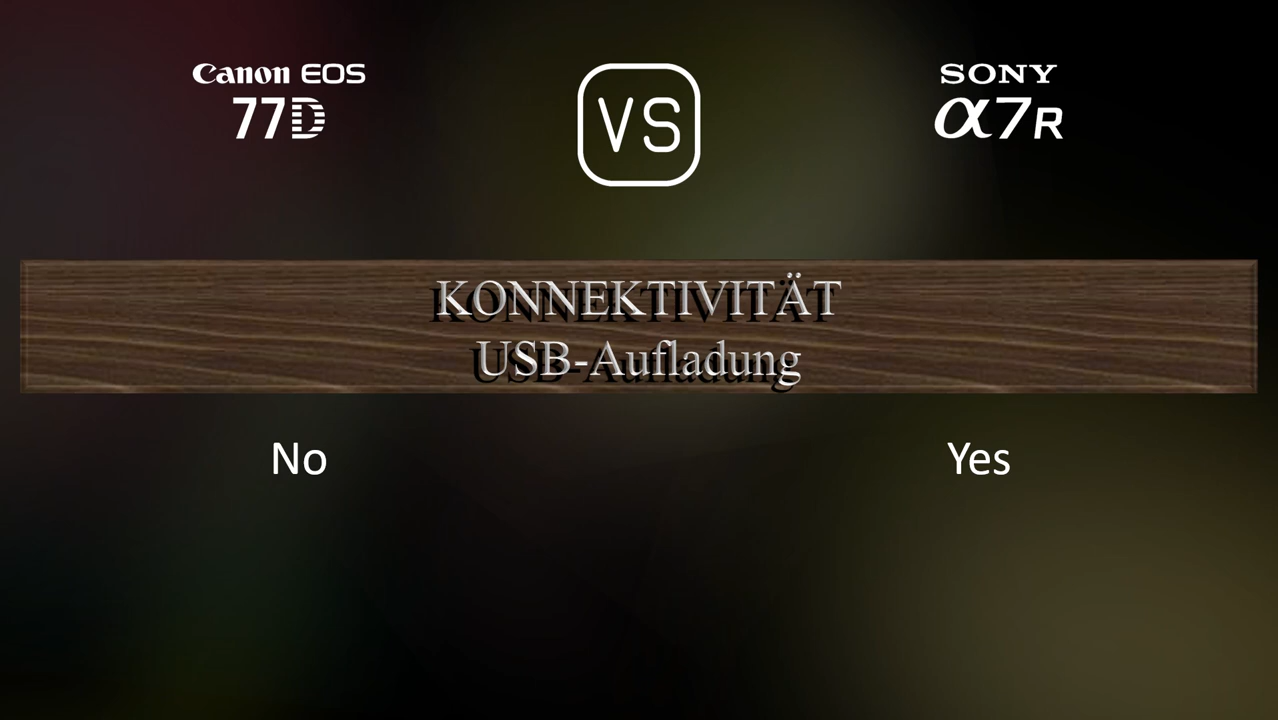 Canon EOS
77D
VS
SONY
α7R
KONNEKTIVITÄT
USB-Aufladung
No
Yes